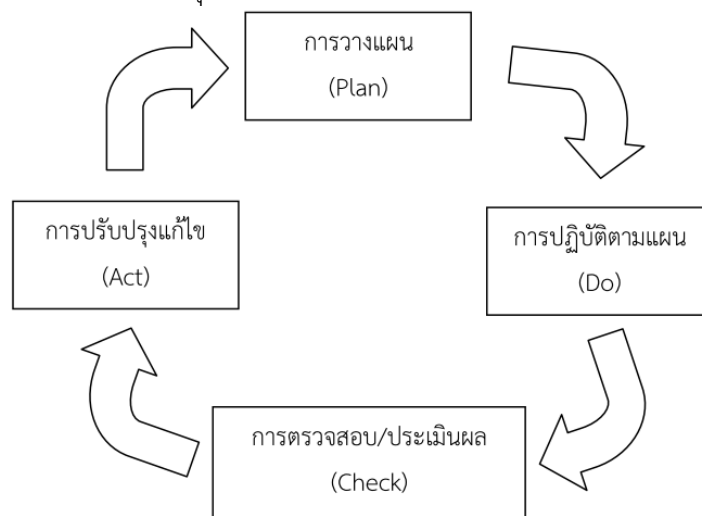 การวางแผน
(Plan)
การปฏิบัติตามแผน
(Do)
การตรวจสอบ/ประเมินผล
(Check)
การปรับปรุงแก้ไข
(Act)